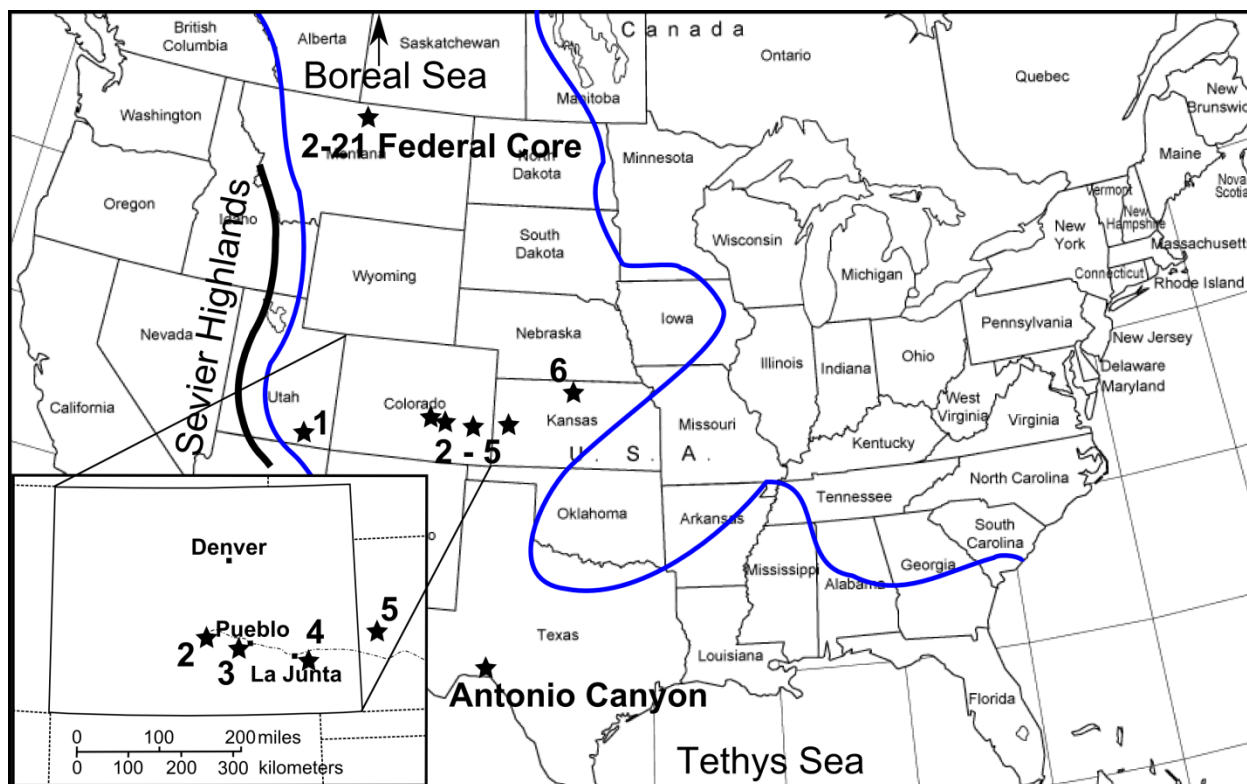 British
Columbia
Alberta
Saskatchewan
Canada
Ontario
Quebec
Boreal Sea
Manitoba
New
Brunswick
Washington
2-21 Federal Core
Montana
North
Dakota
Minnesota
Maine
Nova
Scotia
Vermont
New
Hampshire
Oregon
Idaho
South
Dakota
Wisconsin
Michigan
New
York
Massachusetts
Connecticut
Rhode Island
Wyoming
Sevier Highlands
Iowa
Pennsylvania
New Jersey
Nevada
Nebraska
Illinois
Indiana
Ohio
Delaware
Maryland
California
Utah
1
Colorado
2 - 5
6
Kansas
Missouri
West
Virginia
Virginia
Kentucky
U. S. A.
North Carolina
Tennessee
Oklahoma
Arkansas
South
Carolina
Mississippi
Alabama
Georgia
Texas
Louisiana
Florida
Antonio Canyon
Tethys Sea
Denver
Pueblo
2
3
La Junta
4
5
0 100 200 miles
0 100 200 300 kilometers